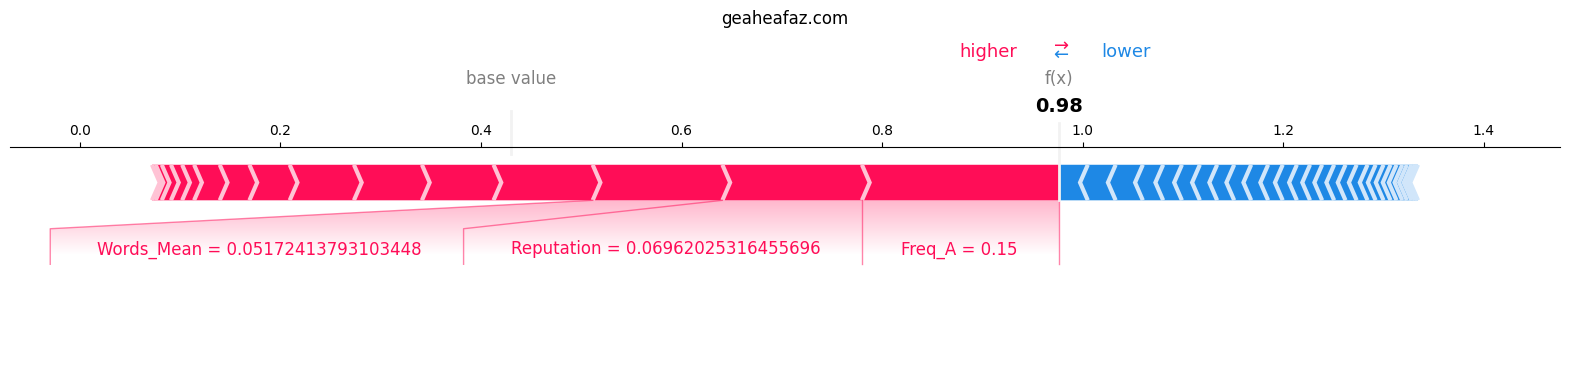 geaheafaz.com
higher ⇄ lower
base value f(x)
0.98
0.0 0.2 0.4 0.6 0.8 1.0 1.2 1.4
Words_Mean = 0.05172413793103448 Reputation = 0.06962025316455696 Freq_A = 0.15